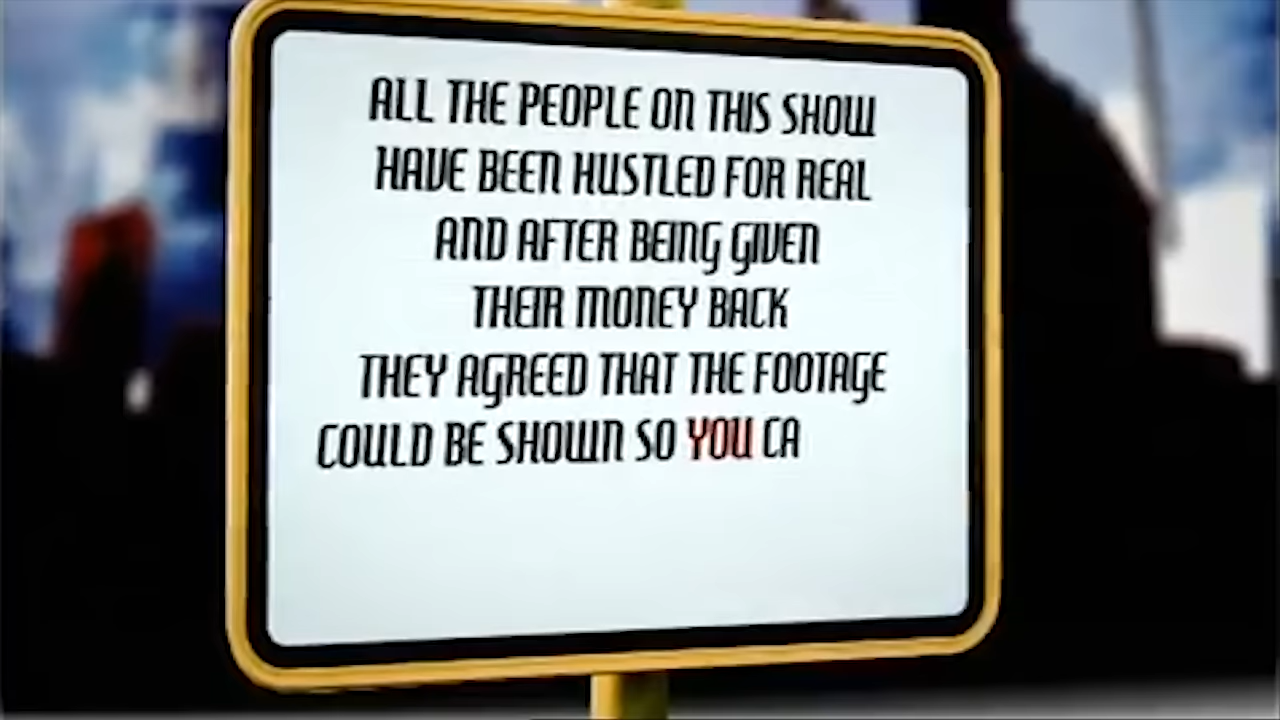 ALL THE PEOPLE ON THIS SHOW
HAVE BEEN HUSTLED FOR REAL
AND AFTER BEING GIVEN
THEIR MONEY BACK
THEY AGREED THAT THE FOOTAGE
COULD BE SHOWN SO YOU CA